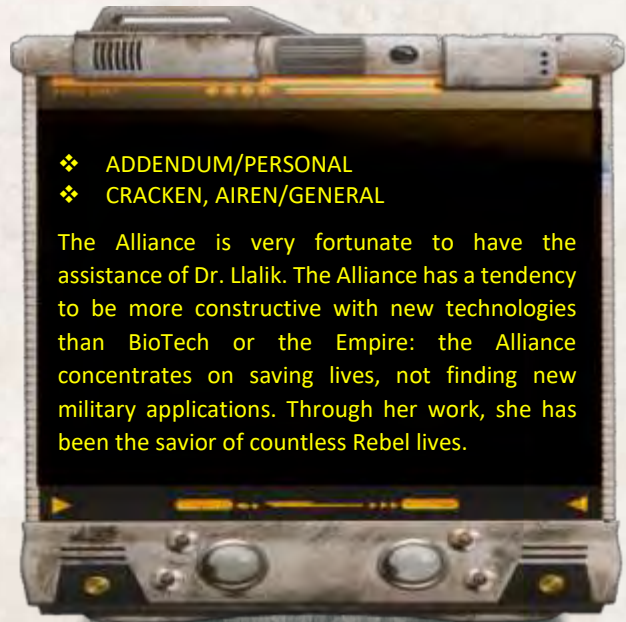 ❖ ADDENDUM/PERSONAL
❖ CRACKEN, AIREN/GENERAL
The Alliance is very fortunate to have the
assistance of Dr. Llalik. The Alliance has a tendency
to be more constructive with new technologies
than BioTech or the Empire: the Alliance
concentrates on saving lives, not finding new
military applications. Through her work, she has
been the savior of countless Rebel lives.